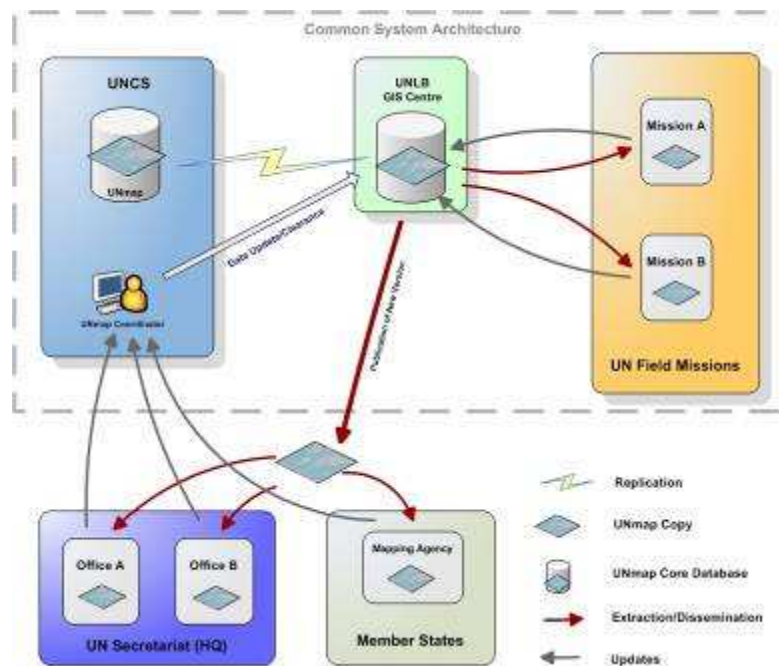 Common System Architecture
UNCS
UNmap
Data Update/Clearance
UNmap Coordinator
UNLB
GIS Centre
Publication of New Version
Mission A
Mission B
UN Field Missions
Office A
Office B
UN Secretariat (HQ)
Mapping Agency
Member States
Replication
UNmap Copy
UNmap Core Database
Extraction/Dissemination
Updates